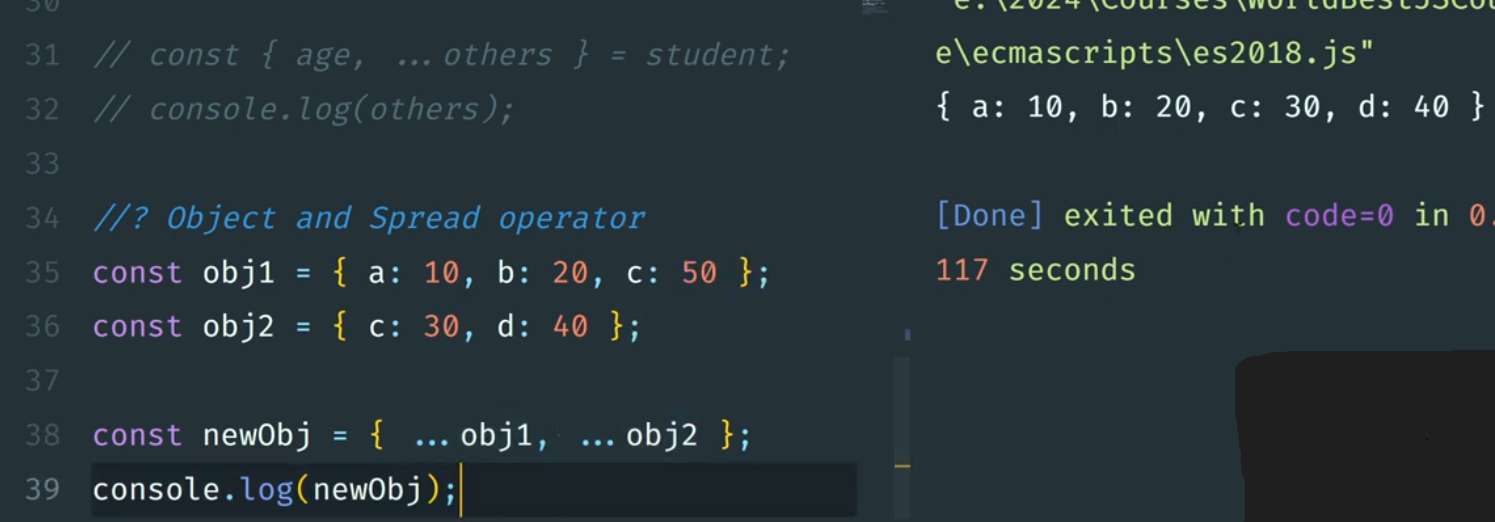 30
31 // const { age, ...others } = student;
32 // console.log(others);
33
34 //? Object and Spread operator
35 const obj1 = { a: 10, b: 20, c: 50 };
36 const obj2 = { c: 30, d: 40 };
37
38 const newObj = { ...obj1, ...obj2 };
39 console.log(newObj);
e\ecmascripts\es2018.js"
{ a: 10, b: 20, c: 30, d: 40 }
[Done] exited with code=0 in 0.
117 seconds